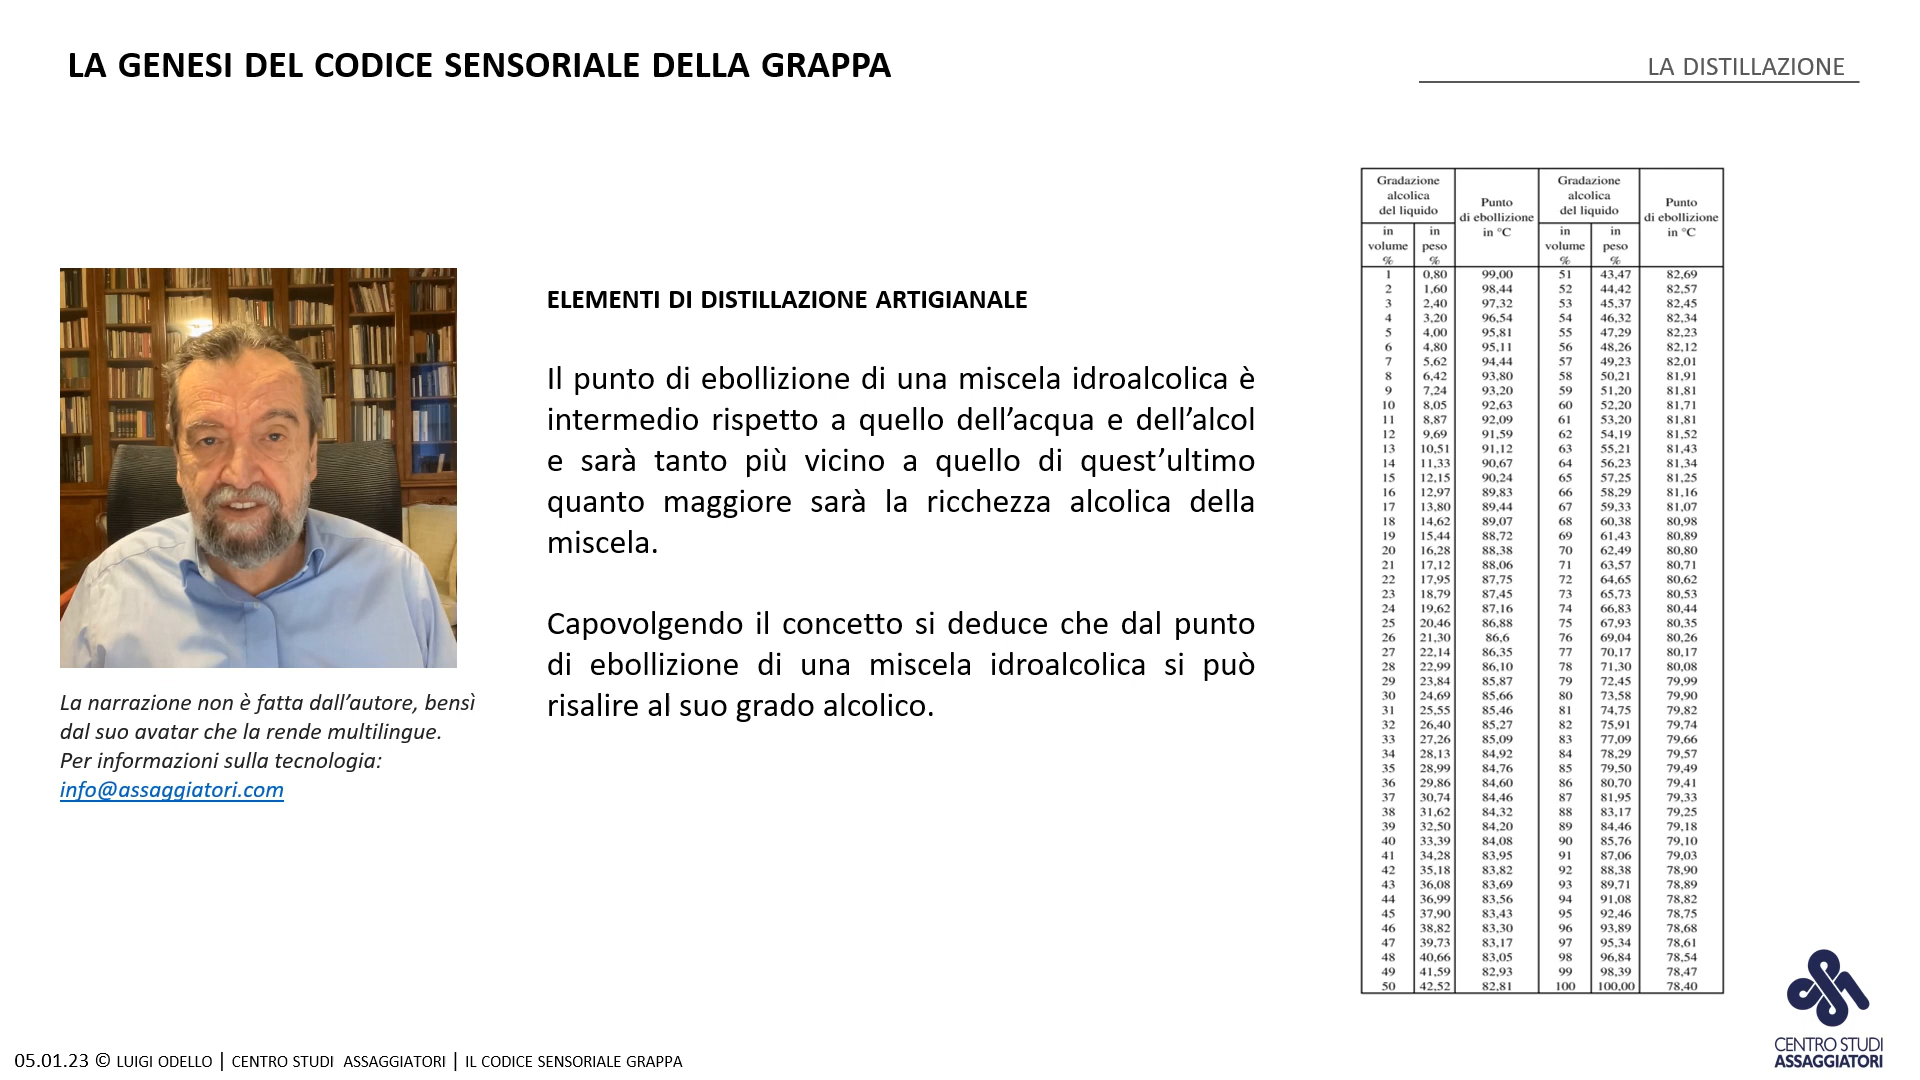 LA GENESI DEL CODICE SENSORIALE DELLA GRAPPA
LA DISTILLAZIONE
La narrazione non è fatta dall’autore, bensì
dal suo avatar che la rende multilingue.
Per informazioni sulla tecnologia:
info@assaggiatori.com
ELEMENTI DI DISTILLAZIONE ARTIGIANALE
Il punto di ebollizione di una miscela idroalcolica è
intermedio rispetto a quello dell’acqua e dell’alcol
e sarà tanto più vicino a quello di quest’ultimo
quanto maggiore sarà la ricchezza alcolica della
miscela.
Capovolgendo il concetto si deduce che dal punto
di ebollizione di una miscela idroalcolica si può
risalire al suo grado alcolico.
Gradazione alcolica del liquido Punto di ebollizione in °C Gradazione alcolica del liquido Punto di ebollizione in °C
in volume % in peso % in volume % in peso %
1 0,80 99,00 51 43,47 82,69
2 1,60 98,44 52 44,42 82,57
3 2,40 97,32 53 45,37 82,45
4 3,20 96,54 54 46,32 82,34
5 4,00 95,81 55 47,29 82,23
6 4,80 95,11 56 48,26 82,12
7 5,62 94,44 57 49,23 82,01
8 6,42 93,80 58 50,21 81,91
9 7,24 93,20 59 51,20 81,81
10 8,05 92,63 60 52,20 81,71
11 8,87 92,09 61 53,20 81,81
12 9,69 91,59 62 54,19 81,52
13 10,51 91,12 63 55,21 81,43
14 11,33 90,67 64 56,23 81,34
15 12,15 90,24 65 57,25 81,25
16 12,97 89,83 66 58,29 81,16
17 13,80 89,44 67 59,33 81,07
18 14,62 89,07 68 60,38 80,98
19 15,44 88,72 69 61,43 80,89
20 16,28 88,38 70 62,49 80,80
21 17,12 88,06 71 63,57 80,71
22 17,95 87,75 72 64,65 80,62
23 18,79 87,45 73 65,73 80,53
24 19,62 87,16 74 66,83 80,44
25 20,46 86,88 75 67,93 80,35
26 21,30 86,6 76 69,04 80,26
27 22,14 86,35 77 70,17 80,17
28 22,99 86,10 78 71,30 80,08
29 23,84 85,87 79 72,45 79,99
30 24,69 85,66 80 73,58 79,90
31 25,55 85,46 81 74,75 79,82
32 26,40 85,27 82 75,91 79,74
33 27,26 85,09 83 77,09 79,66
34 28,13 84,92 84 78,29 79,57
35 28,99 84,76 85 79,50 79,49
36 29,86 84,60 86 80,70 79,41
37 30,74 84,46 87 81,95 79,33
38 31,62 84,32 88 83,17 79,25
39 32,50 84,20 89 84,46 79,18
40 33,39 84,08 90 85,76 79,10
41 34,28 83,95 91 87,06 79,03
42 35,18 83,82 92 88,38 78,90
43 36,08 83,69 93 89,71 78,89
44 36,99 83,56 94 91,08 78,82
45 37,90 83,43 95 92,46 78,75
46 38,82 83,30 96 93,89 78,68
47 39,73 83,17 97 95,34 78,61
48 40,66 83,05 98 96,84 78,54
49 41,59 82,93 99 98,39 78,47
50 42,52 82,81 100 100,00 78,40
CENTRO STUDI
ASSAGGIATORI
05.01.23 © LUIGI ODELLO | CENTRO STUDI ASSAGGIATORI | IL CODICE SENSORIALE GRAPPA